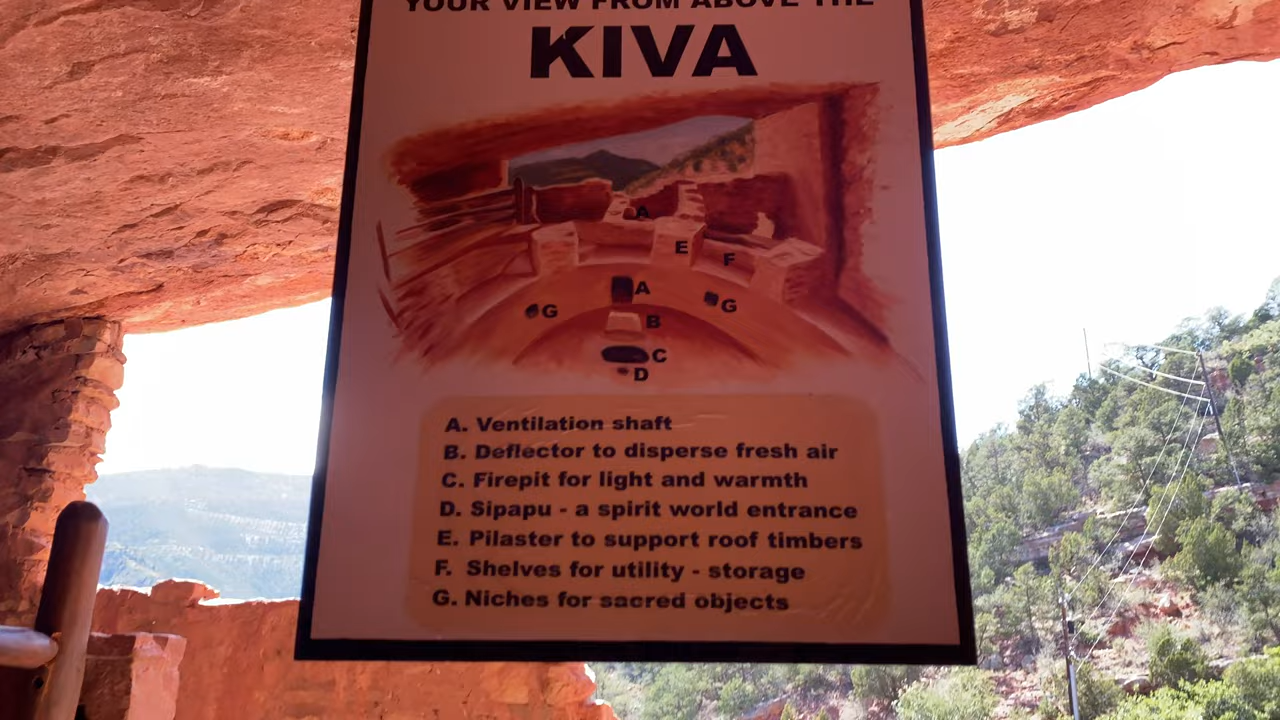 YOUR VIEW FROM ABOVE THE
KIVA
A
E
F
A
G
G
B
C
D
A. Ventilation shaft
B. Deflector to disperse fresh air
C. Firepit for light and warmth
D. Sipapu - a spirit world entrance
E. Pilaster to support roof timbers
F. Shelves for utility - storage
G. Niches for sacred objects